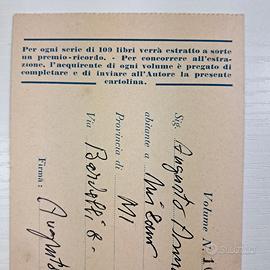 Per ogni serie di 100 libri verrà estratto a sorte
un premio-ricordo. - Per concorrere all'estra-
zione, l'acquirente di ogni volume è pregato di
completare e di inviare all'Autore la presente
cartolina.
Volume N. 1
Sig. Augusto
abitante a Milano
Provincia di MI
Via
Firma: Augusto
subito